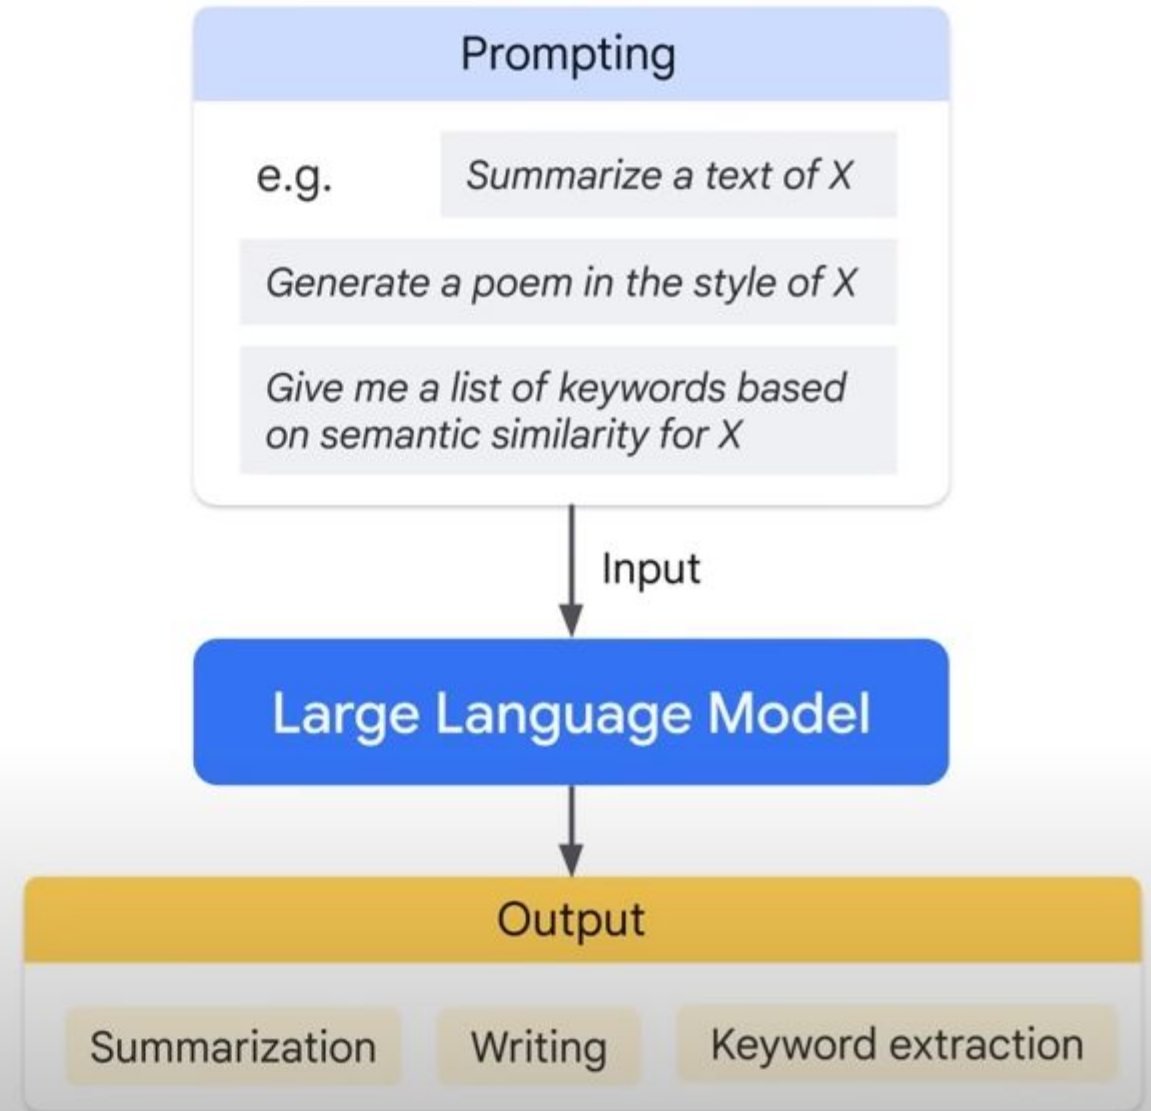 Prompting
e.g.
Summarize a text of X
Generate a poem in the style of X
Give me a list of keywords based
on semantic similarity for X
Input
Large Language Model
Output
Summarization
Writing
Keyword extraction